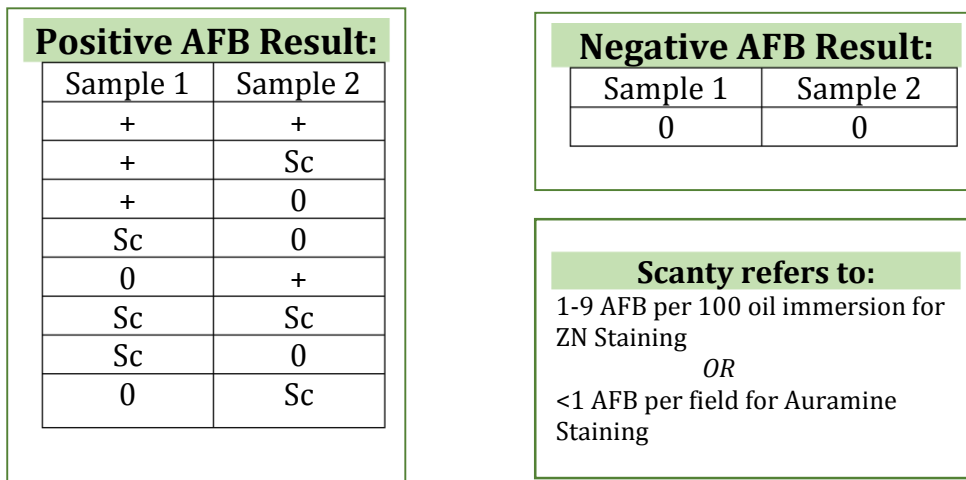 Positive AFB Result:
Sample 1 Sample 2
+ +
+ Sc
+ 0
Sc 0
0 +
Sc Sc
Sc 0
0 Sc
Negative AFB Result:
Sample 1 Sample 2
0 0
Scanty refers to:
1-9 AFB per 100 oil immersion for
ZN Staining
OR
<1 AFB per field for Auramine
Staining